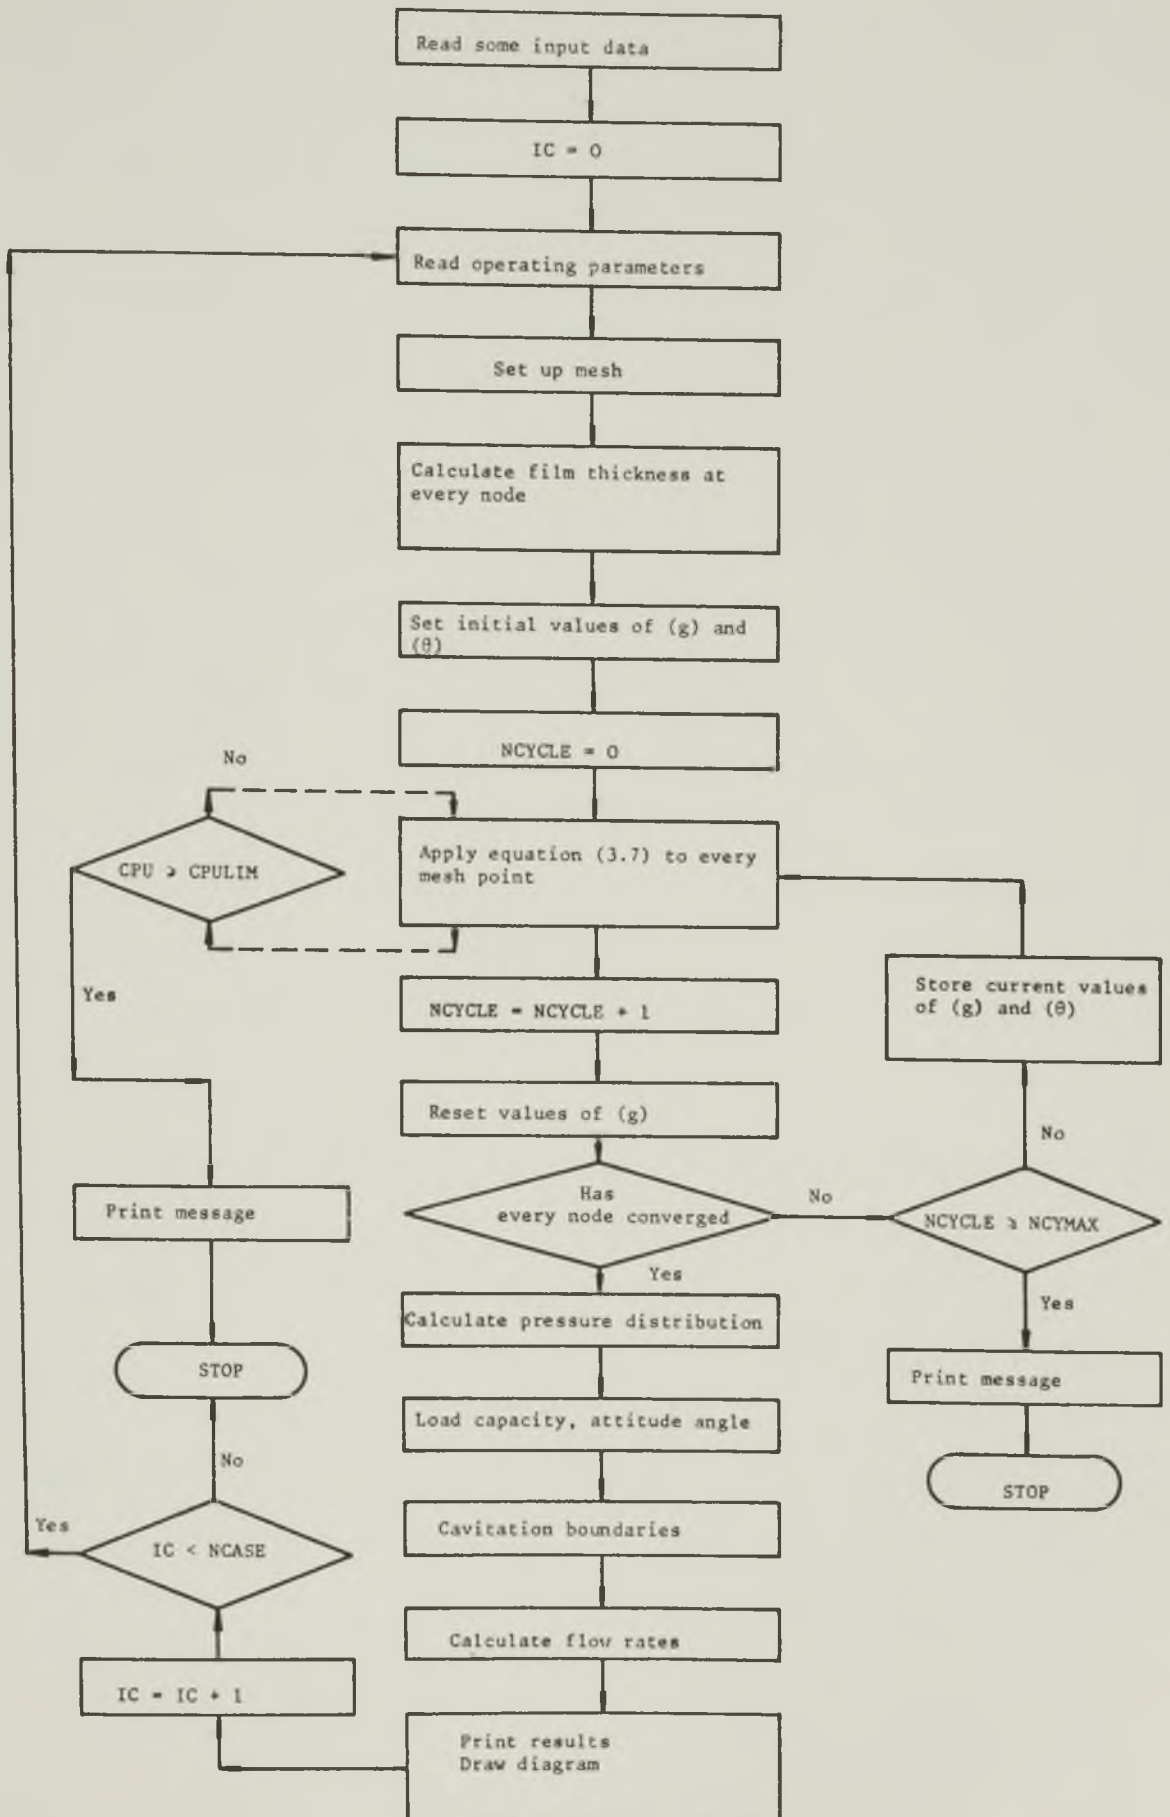 Read some input data
IC = 0
Read operating parameters
Set up mesh
Calculate film thickness at
every node
Set initial values of (g) and
(θ)
NCYCLE = 0
No
CPU ⩾ CPULIM
Apply equation (3.7) to every
mesh point
Yes
NCYCLE = NCYCLE + 1
Store current values
of (g) and (θ)
Reset values of (g)
No
Has
every node converged
No
NCYCLE ⩾ NCYMAX
Print message
Yes
Yes
Calculate pressure distribution
STOP
Print message
Load capacity, attitude angle
No
STOP
Cavitation boundaries
Yes
IC < NCASE
Calculate flow rates
IC = IC + 1
Print results
Draw diagram